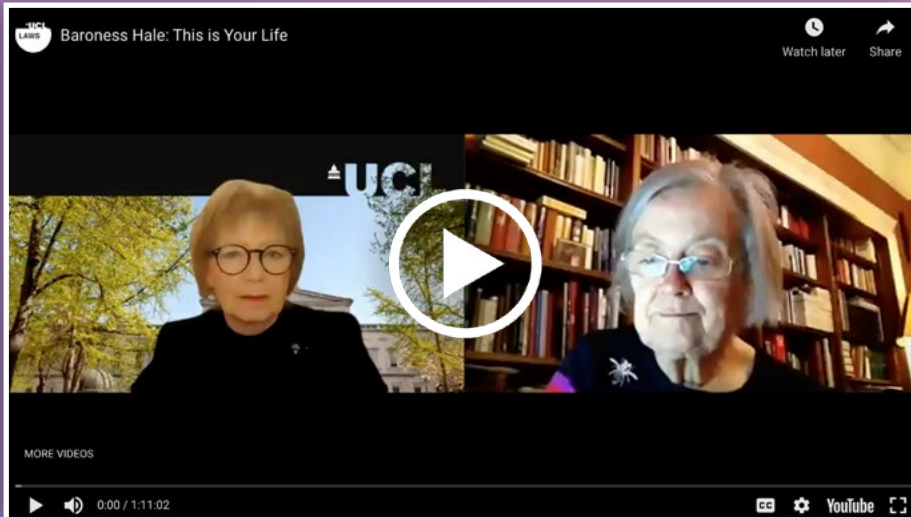 UCL
LAWS
Baroness Hale: This is Your Life
Watch later
Share
UCL
MORE VIDEOS
0:00 / 1:11:02
CC
YouTube